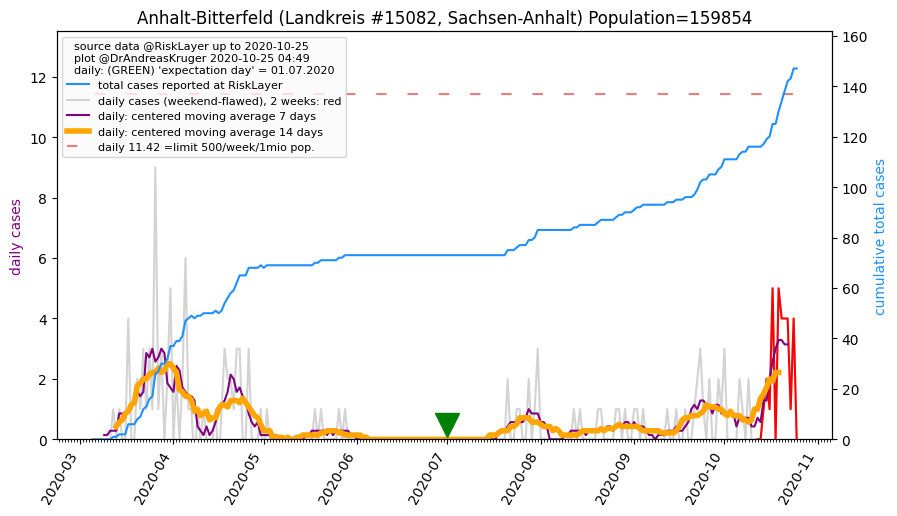 Anhalt-Bitterfeld (Landkreis #15082, Sachsen-Anhalt) Population=159854
source data @RiskLayer up to 2020-10-25
plot @DrAndreasKruger 2020-10-25 04:49
daily: (GREEN) 'expectation day' = 01.07.2020
total cases reported at RiskLayer
daily cases (weekend-flawed), 2 weeks: red
daily: centered moving average 7 days
daily: centered moving average 14 days
daily 11.42 =limit 500/week/1mio pop.
daily cases
0
2
4
6
8
10
12
cumulative total cases
0
20
40
60
80
100
120
140
160
2020-03
2020-04
2020-05
2020-06
2020-07
2020-08
2020-09
2020-10
2020-11